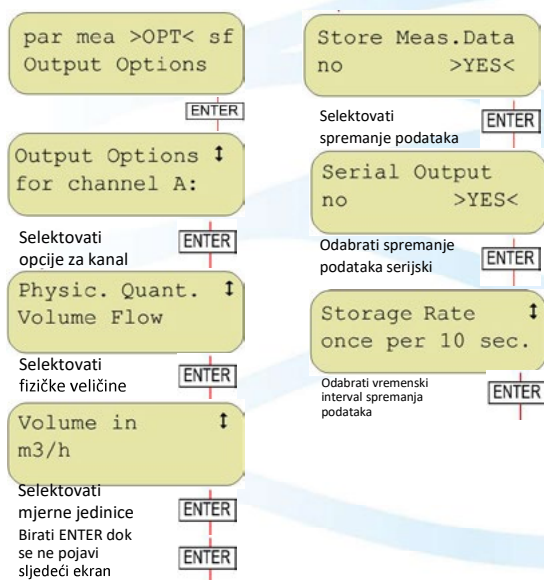 par mea >OPT< sf
Output Options
ENTER
Output Options ↕
for channel A:
Selektovati
opcije za kanal
ENTER
Physic. Quant. ↕
Volume Flow
Selektovati
fizičke veličine
ENTER
Volume in ↕
m3/h
Selektovati
mjerne jedinice
ENTER
Birati ENTER dok
se ne pojavi
sljedeći ekran
ENTER
Store Meas.Data
no >YES<
Selektovati
spremanje podataka
ENTER
Serial Output
no >YES<
Odabrati spremanje
podataka serijski
ENTER
Storage Rate ↕
once per 10 sec.
Odabrati vremenski
interval spremanja
podataka
ENTER